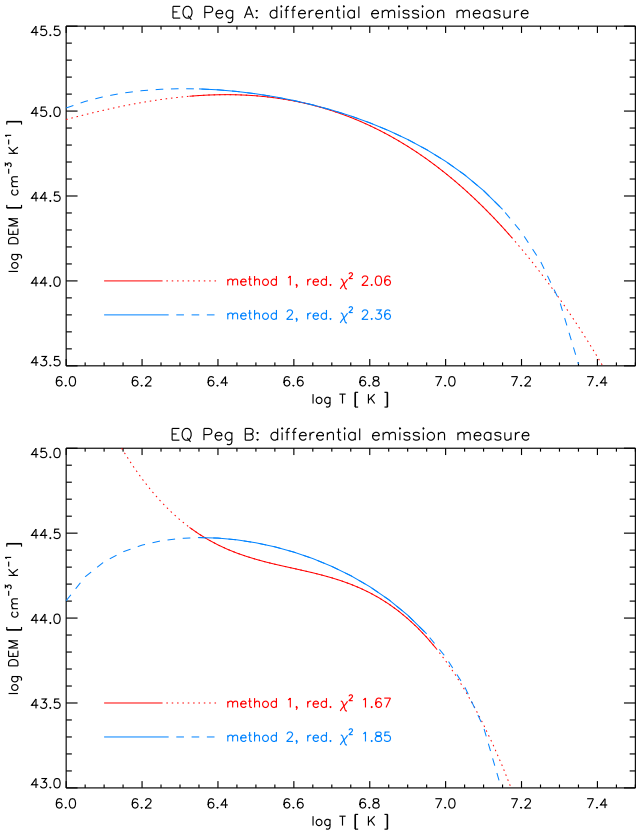 EQ Peg A: differential emission measure
log DEM [ cm⁻³ K⁻¹ ]
45.5
45.0
44.5
44.0
43.5
method 1, red. χ² 2.06
method 2, red. χ² 2.36
6.0 6.2 6.4 6.6 6.8 7.0 7.2 7.4
log T [ K ]
EQ Peg B: differential emission measure
log DEM [ cm⁻³ K⁻¹ ]
45.0
44.5
44.0
43.5
43.0
method 1, red. χ² 1.67
method 2, red. χ² 1.85
6.0 6.2 6.4 6.6 6.8 7.0 7.2 7.4
log T [ K ]